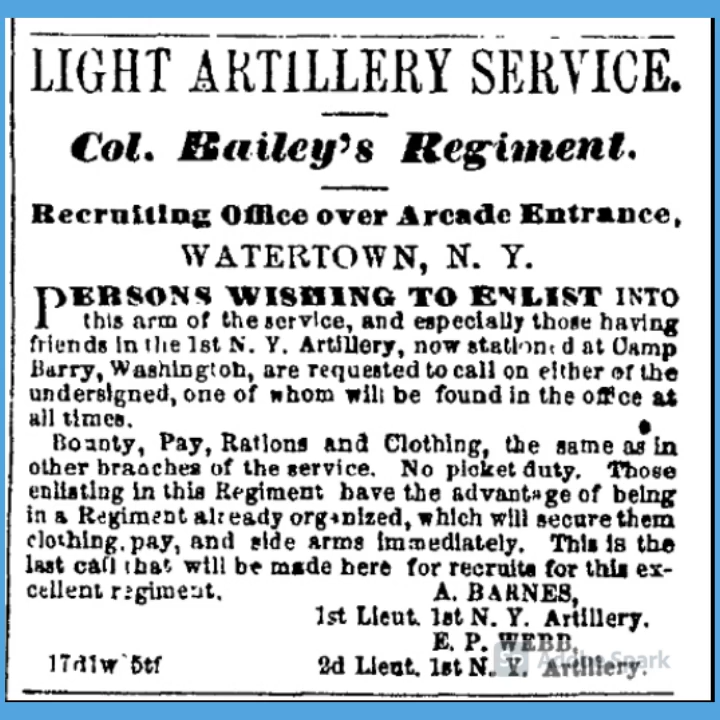 LIGHT ARTILLERY SERVICE.
Col. Bailey's Regiment.
Recruiting Office over Arcade Entrance,
WATERTOWN, N. Y.
PERSONS WISHING TO ENLIST INTO
this arm of the service, and especially those having
friends in the 1st N. Y. Artillery, now stationed at Camp
Barry, Washington, are requested to call on either of the
undersigned, one of whom will be found in the office at
all times.
Bounty, Pay, Rations and Clothing, the same as in
other branches of the service. No picket duty. Those
enlisting in this Regiment have the advantage of being
in a Regiment already organized, which will secure them
clothing, pay, and side arms immediately. This is the
last call that will be made here for recruits for this ex-
cellent regiment.
A. BARNES,
1st Lieut. 1st N. Y. Artillery.
E. P. WEBB,
17d1w*5tf
2d Lieut. 1st N. Y. Artillery.
Adobe Spark